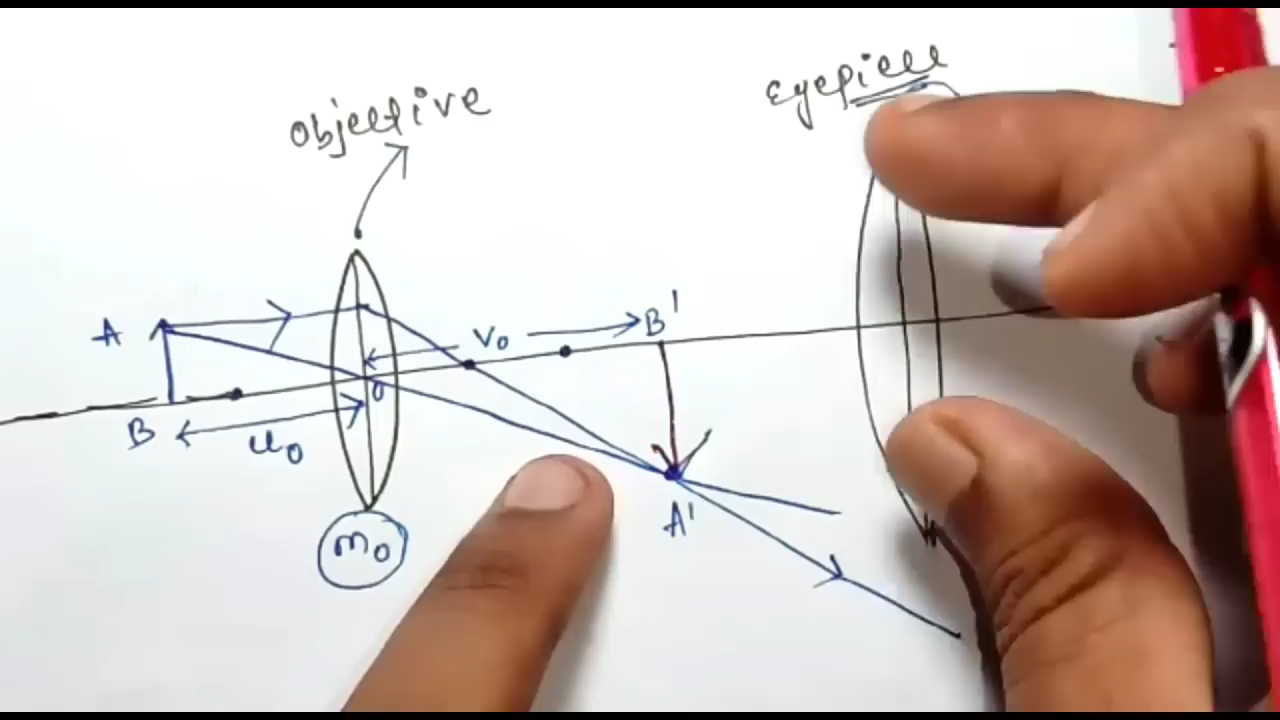 Objective
Eyepiece
A
V₀
B'
O
B
u₀
A'
m₀